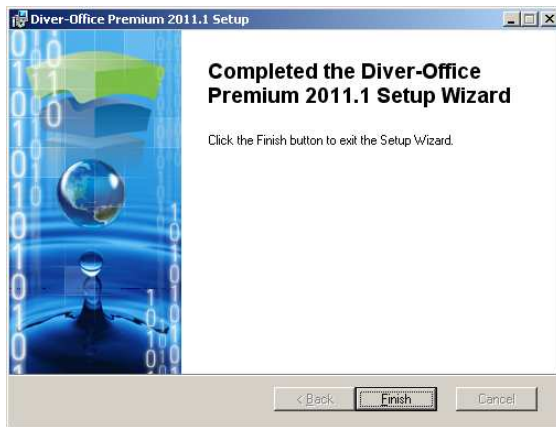 Diver-Office Premium 2011.1 Setup
Completed the Diver-Office
Premium 2011.1 Setup Wizard
Click the Finish button to exit the Setup Wizard.
< Back
Finish
Cancel